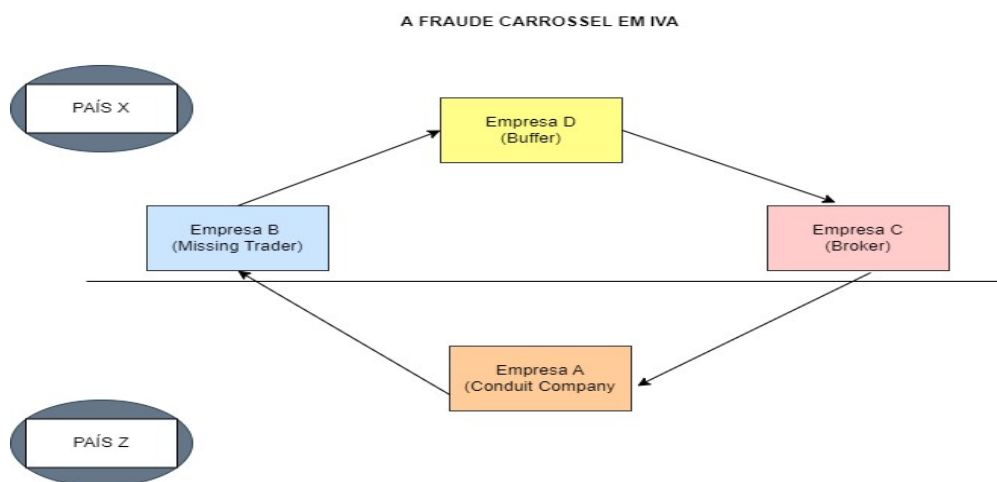 A FRAUDE CARROSSEL EM IVA
PAÍS X
Empresa D
(Buffer)
Empresa B
(Missing Trader)
Empresa C
(Broker)
Empresa A
(Conduit Company
PAÍS Z